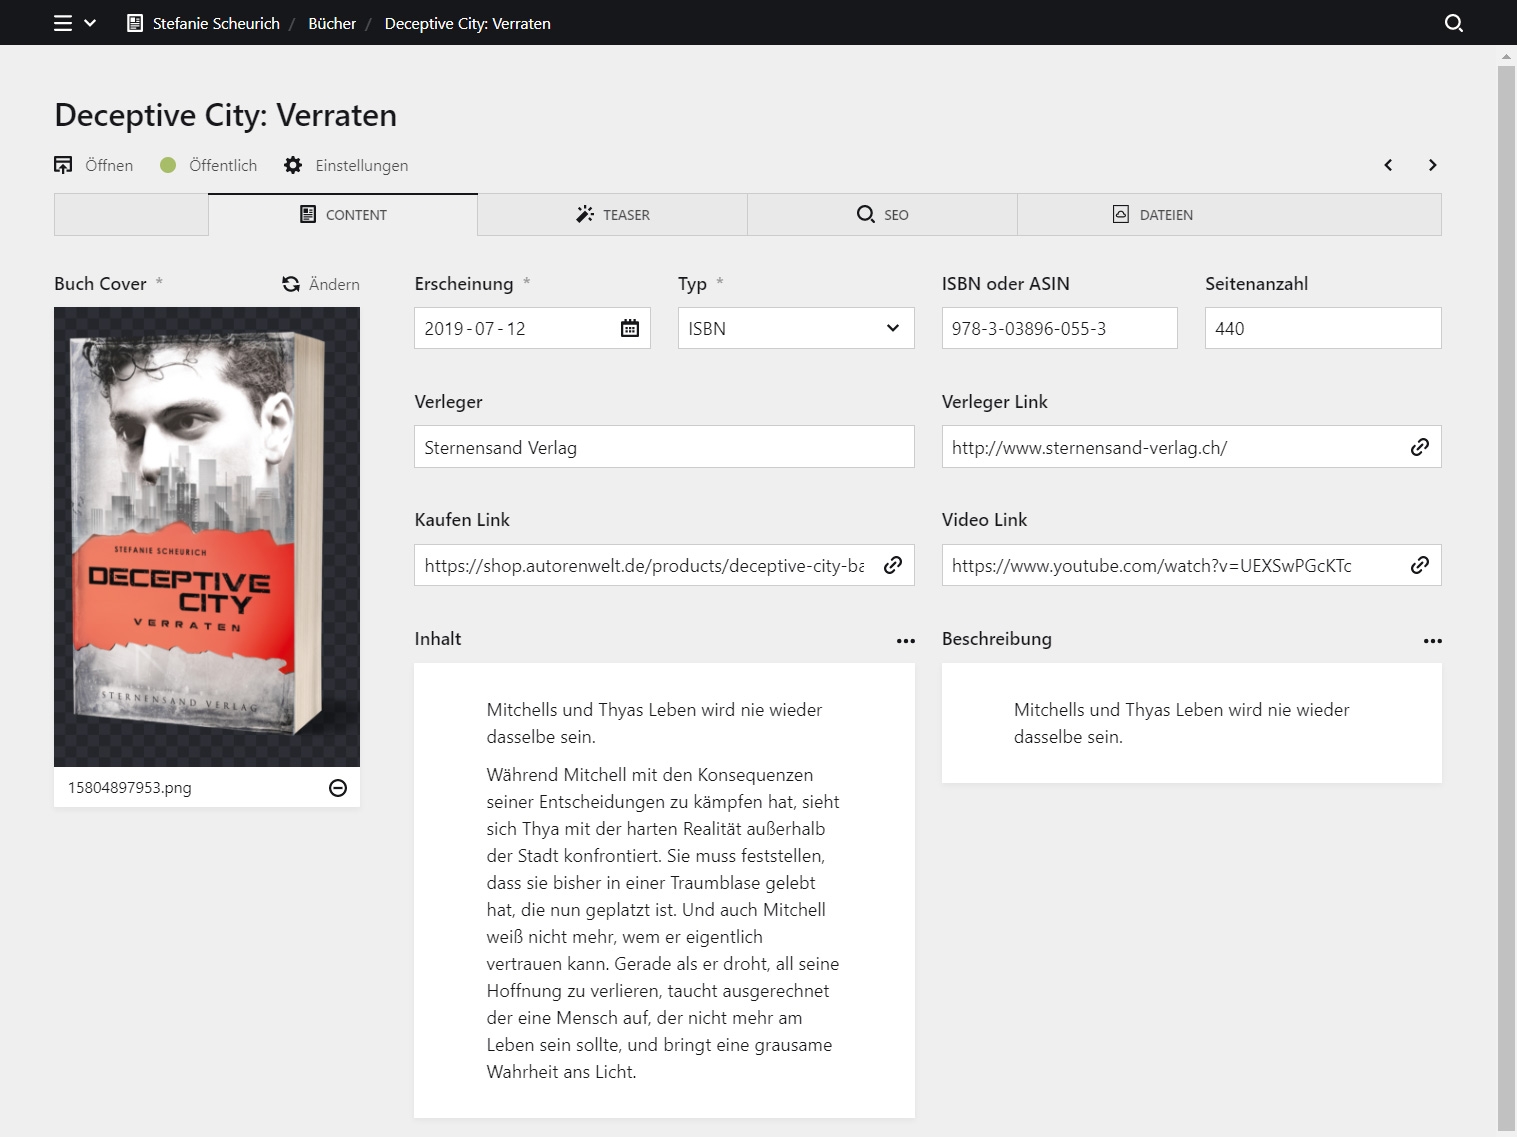 Stefanie Scheurich / Bücher / Deceptive City: Verraten
Deceptive City: Verraten
Öffnen Öffentlich Einstellungen
CONTENT TEASER SEO DATEIEN
Buch Cover * Ändern
STEFANIE SCHEURICH
DECEPTIVE
CITY
VERRATEN
STERNENSAND VERLAG
15804897953.png
Erscheinung * Typ * ISBN oder ASIN Seitenanzahl
2019-07-12 ISBN 978-3-03896-055-3 440
Verleger Verleger Link
Sternensand Verlag http://www.sternensand-verlag.ch/
Kaufen Link Video Link
https://shop.autorenwelt.de/products/deceptive-city-ba https://www.youtube.com/watch?v=UEXSwPGcKTc
Inhalt
Mitchells und Thyas Leben wird nie wieder
dasselbe sein.
Während Mitchell mit den Konsequenzen
seiner Entscheidungen zu kämpfen hat, sieht
sich Thya mit der harten Realität außerhalb
der Stadt konfrontiert. Sie muss feststellen,
dass sie bisher in einer Traumblase gelebt
hat, die nun geplatzt ist. Und auch Mitchell
weiß nicht mehr, wem er eigentlich
vertrauen kann. Gerade als er droht, all seine
Hoffnung zu verlieren, taucht ausgerechnet
der eine Mensch auf, der nicht mehr am
Leben sein sollte, und bringt eine grausame
Wahrheit ans Licht.
Beschreibung
Mitchells und Thyas Leben wird nie wieder
dasselbe sein.